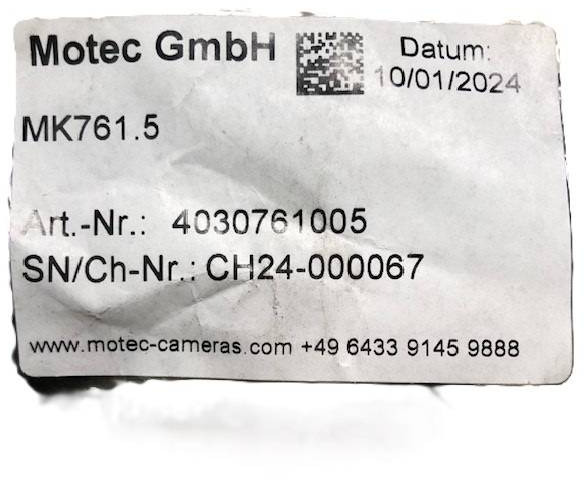 Motec GmbH
Datum:
10/01/2024
MK761.5
Art.-Nr.: 4030761005
SN/Ch-Nr.: CH24-000067
www.motec-cameras.com +49 6433 9145 9888